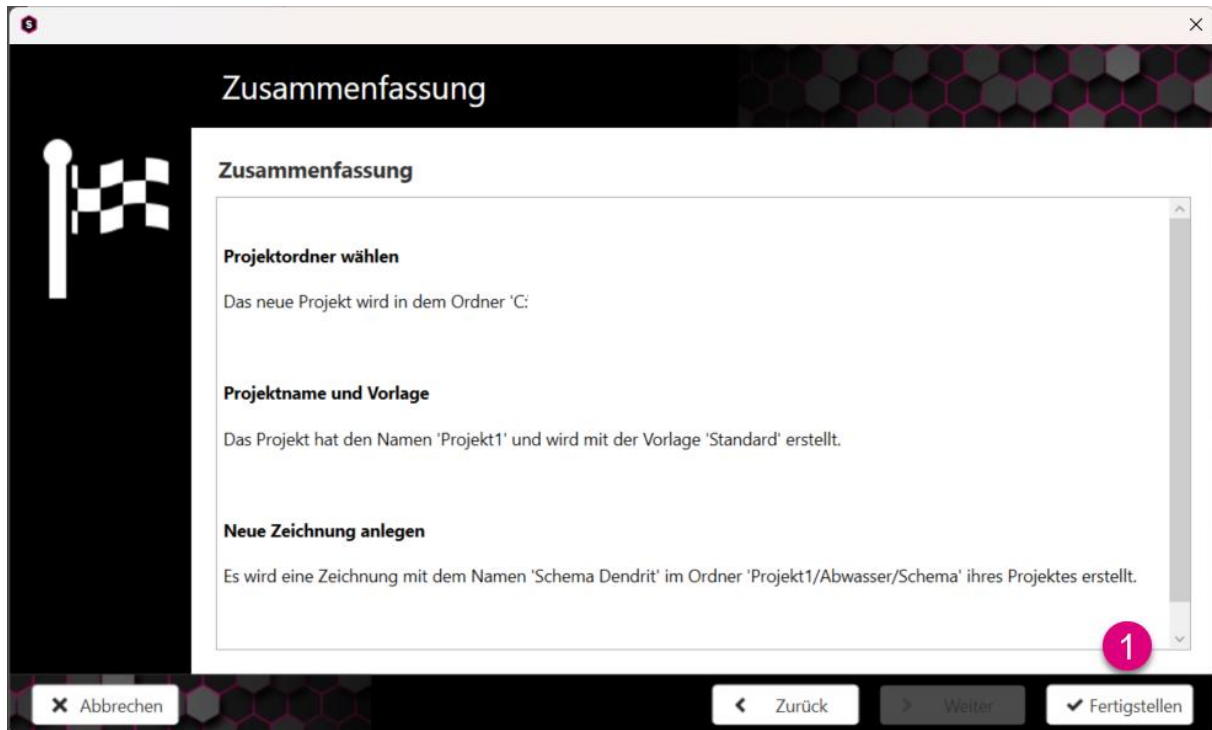 S
Zusammenfassung
Zusammenfassung
Projektordner wählen
Das neue Projekt wird in dem Ordner 'C:
Projektname und Vorlage
Das Projekt hat den Namen 'Projekt1' und wird mit der Vorlage 'Standard' erstellt.
Neue Zeichnung anlegen
Es wird eine Zeichnung mit dem Namen 'Schema Dendrit' im Ordner 'Projekt1/Abwasser/Schema' ihres Projektes erstellt.
1
Abbrechen
Zurück
Weiter
Fertigstellen